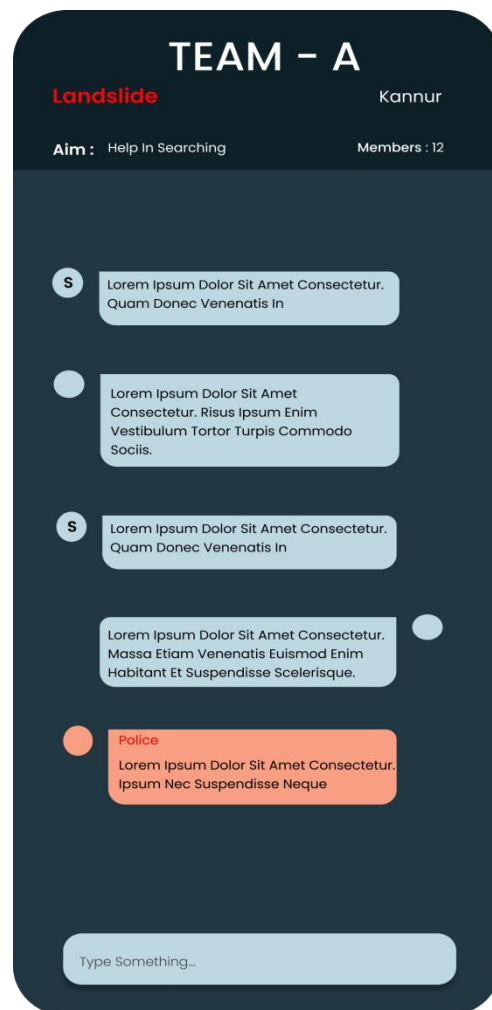 TEAM - A
Landslide Kannur
Aim : Help In Searching Members : 12
S
Lorem Ipsum Dolor Sit Amet Consectetur.
Quam Donec Venenatis In
Lorem Ipsum Dolor Sit Amet
Consectetur. Risus Ipsum Enim
Vestibulum Tortor Turpis Commodo
Sociis.
S
Lorem Ipsum Dolor Sit Amet Consectetur.
Quam Donec Venenatis In
Lorem Ipsum Dolor Sit Amet Consectetur.
Massa Etiam Venenatis Euismod Enim
Habitant Et Suspendisse Scelerisque.
Police
Lorem Ipsum Dolor Sit Amet Consectetur.
Ipsum Nec Suspendisse Neque
Type Something...